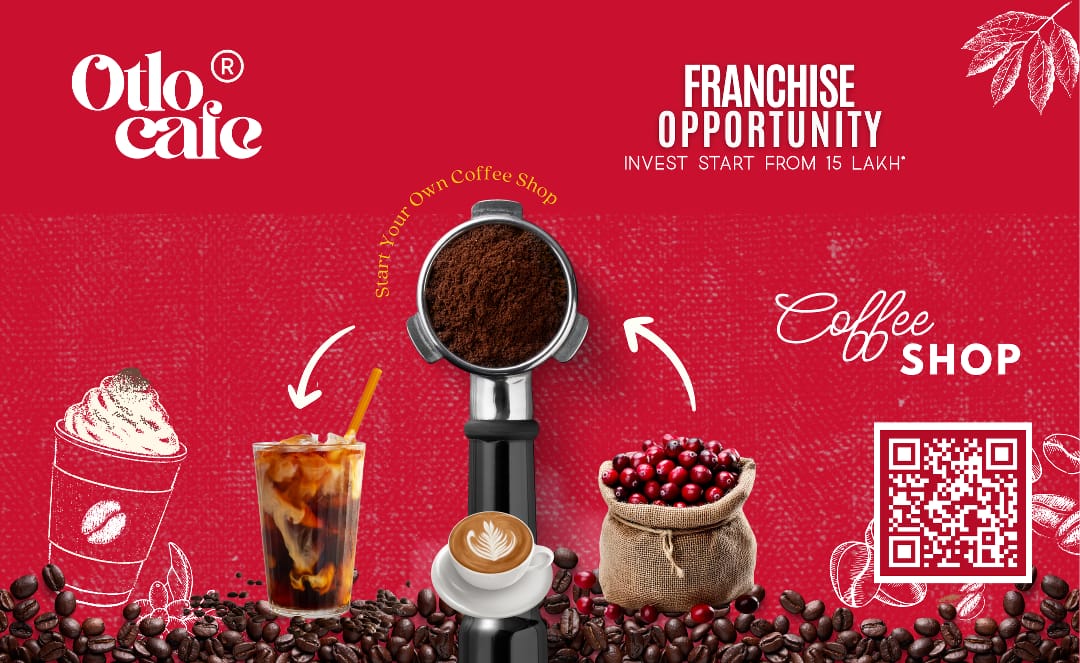 Otlo ®
cafe
FRANCHISE
OPPORTUNITY
INVEST START FROM 15 LAKH*
Start Your Own Coffee Shop
Coffee
SHOP